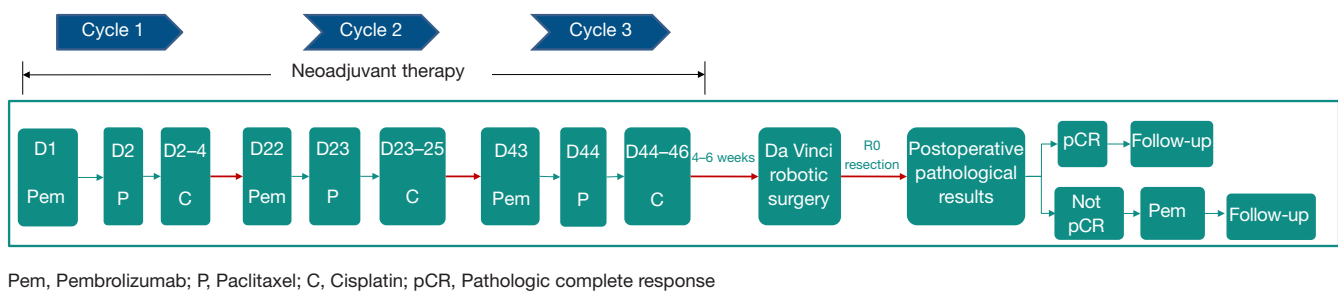 Cycle 1
Cycle 2
Cycle 3
Neoadjuvant therapy
D1
Pem
D2
P
D2–4
C
D22
Pem
D23
P
D23–25
C
D43
Pem
D44
P
D44–46
C
4–6 weeks
Da Vinci
robotic
surgery
R0
resection
Postoperative
pathological
results
pCR
Follow-up
Not
pCR
Pem
Follow-up
Pem, Pembrolizumab; P, Paclitaxel; C, Cisplatin; pCR, Pathologic complete response